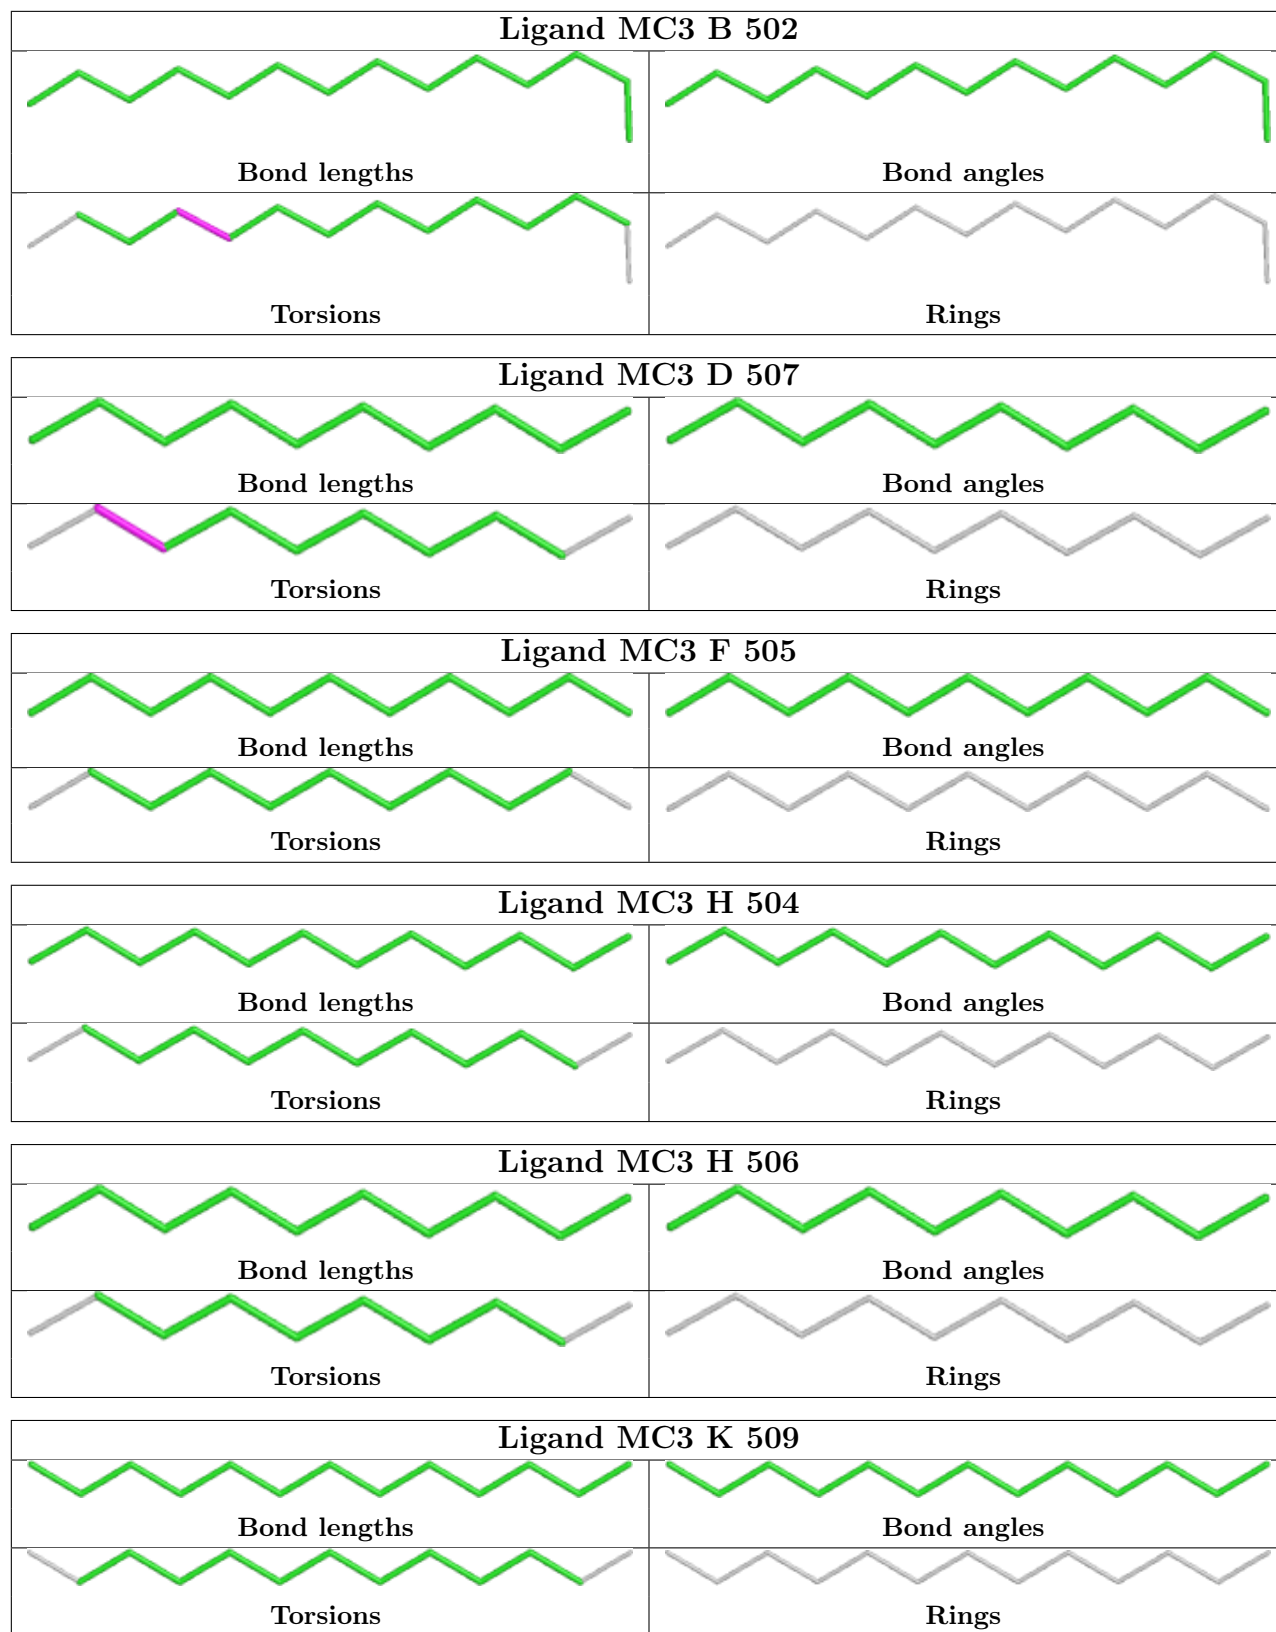 Ligand MC3 B 502
Bond lengths Bond angles
Torsions Rings
Ligand MC3 D 507
Bond lengths Bond angles
Torsions Rings
Ligand MC3 F 505
Bond lengths Bond angles
Torsions Rings
Ligand MC3 H 504
Bond lengths Bond angles
Torsions Rings
Ligand MC3 H 506
Bond lengths Bond angles
Torsions Rings
Ligand MC3 K 509
Bond lengths Bond angles
Torsions Rings